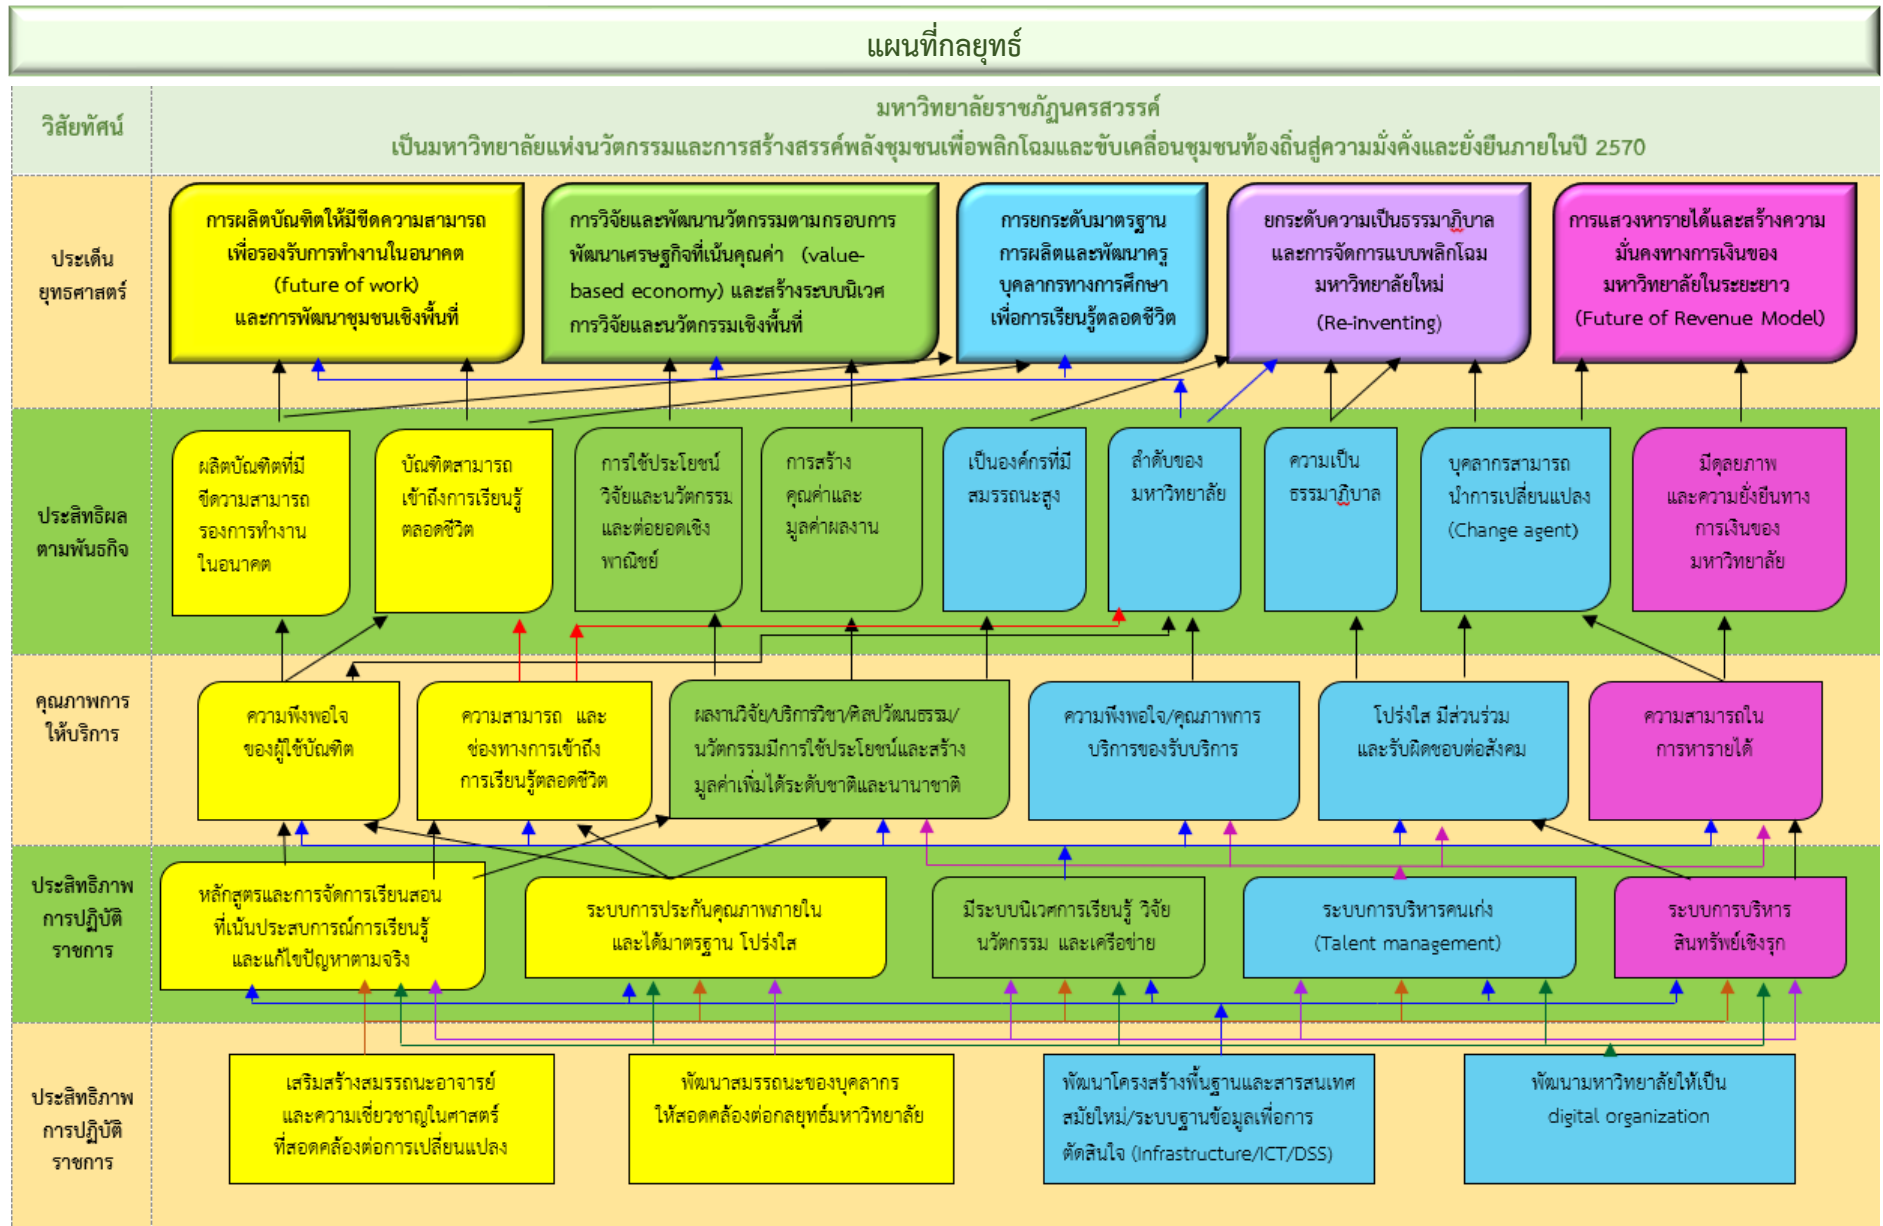 แผนที่กลยุทธ์
วิสัยทัศน์
มหาวิทยาลัยราชภัฏนครสวรรค์
เป็นมหาวิทยาลัยแห่งนวัตกรรมและการสร้างสรรค์พลังชุมชนเพื่อพลิกโฉมและขับเคลื่อนชุมชนท้องถิ่นสู่ความมั่งคั่งและยั่งยืนภายในปี 2570
ประเด็น
ยุทธศาสตร์
การผลิตบัณฑิตให้มีขีดความสามารถ
เพื่อรองรับการทำงานในอนาคต
(future of work)
และการพัฒนาชุมชนเชิงพื้นที่
การวิจัยและพัฒนานวัตกรรมตามกรอบการ
พัฒนาเศรษฐกิจที่เน้นคุณค่า (value-
based economy) และสร้างระบบนิเวศ
การวิจัยและนวัตกรรมเชิงพื้นที่
การยกระดับมาตรฐาน
การผลิตและพัฒนาครู
บุคลากรทางการศึกษา
เพื่อการเรียนรู้ตลอดชีวิต
ยกระดับความเป็นธรรมาภิบาล
และการจัดการแบบพลิกโฉม
มหาวิทยาลัยใหม่
(Re-inventing)
การแสวงหารายได้และสร้างความ
มั่นคงทางการเงินของ
มหาวิทยาลัยในระยะยาว
(Future of Revenue Model)
ประสิทธิผล
ตามพันธกิจ
ผลิตบัณฑิตที่มี
ขีดความสามารถ
รองการทำงาน
ในอนาคต
บัณฑิตสามารถ
เข้าถึงการเรียนรู้
ตลอดชีวิต
การใช้ประโยชน์
วิจัยและนวัตกรรม
และต่อยอดเชิง
พาณิชย์
การสร้าง
คุณค่าและ
มูลค่าผลงาน
เป็นองค์กรที่มี
สมรรถนะสูง
ลำดับของ
มหาวิทยาลัย
ความเป็น
ธรรมาภิบาล
บุคลากรสามารถ
นำการเปลี่ยนแปลง
(Change agent)
มีดุลยภาพ
และความยั่งยืนทาง
การเงินของ
มหาวิทยาลัย
คุณภาพการ
ให้บริการ
ความพึงพอใจ
ของผู้ใช้บัณฑิต
ความสามารถ และ
ช่องทางการเข้าถึง
การเรียนรู้ตลอดชีวิต
ผลงานวิจัย/บริการวิชา/ศิลปวัฒนธรรม/
นวัตกรรมมีการใช้ประโยชน์และสร้าง
มูลค่าเพิ่มได้ระดับชาติและนานาชาติ
ความพึงพอใจ/คุณภาพการ
บริการของรับบริการ
โปร่งใส มีส่วนร่วม
และรับผิดชอบต่อสังคม
ความสามารถใน
การหารายได้
ประสิทธิภาพ
การปฏิบัติ
ราชการ
หลักสูตรและการจัดการเรียนสอน
ที่เน้นประสบการณ์การเรียนรู้
และแก้ไขปัญหาตามจริง
ระบบการประกันคุณภาพภายใน
และได้มาตรฐาน โปร่งใส
มีระบบนิเวศการเรียนรู้ วิจัย
นวัตกรรม และเครือข่าย
ระบบการบริหารคนเก่ง
(Talent management)
ระบบการบริหาร
สินทรัพย์เชิงรุก
ประสิทธิภาพ
การปฏิบัติ
ราชการ
เสริมสร้างสมรรถนะอาจารย์
และความเชี่ยวชาญในศาสตร์
ที่สอดคล้องต่อการเปลี่ยนแปลง
พัฒนสมรรถนะของบุคลากร
ให้สอดคล้องต่อกลยุทธ์มหาวิทยาลัย
พัฒนาโครงสร้างพื้นฐานและสารสนเทศ
สมัยใหม่/ระบบฐานข้อมูลเพื่อการ
ตัดสินใจ (Infrastructure/ICT/DSS)
พัฒนามหาวิทยาลัยให้เป็น
digital organization